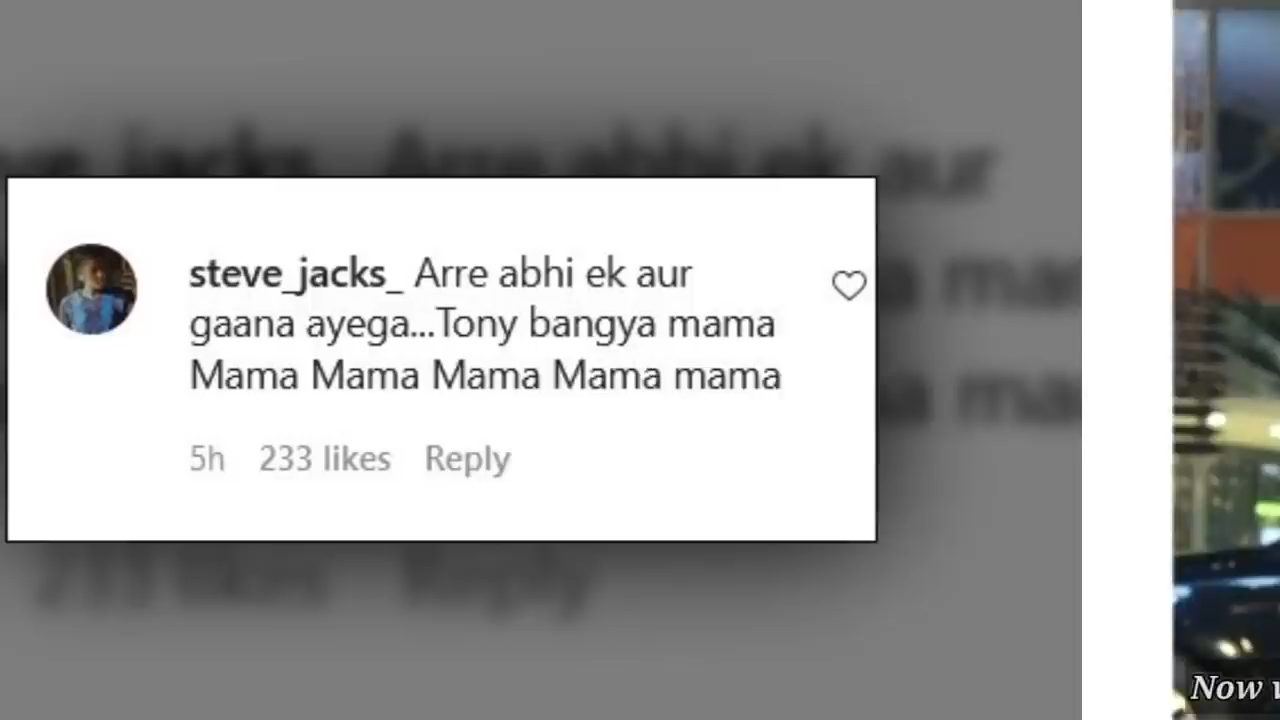 steve_jacks_ Arre abhi ek aur
gaana ayega...Tony bangya mama
Mama Mama Mama Mama mama
5h 233 likes Reply
Now